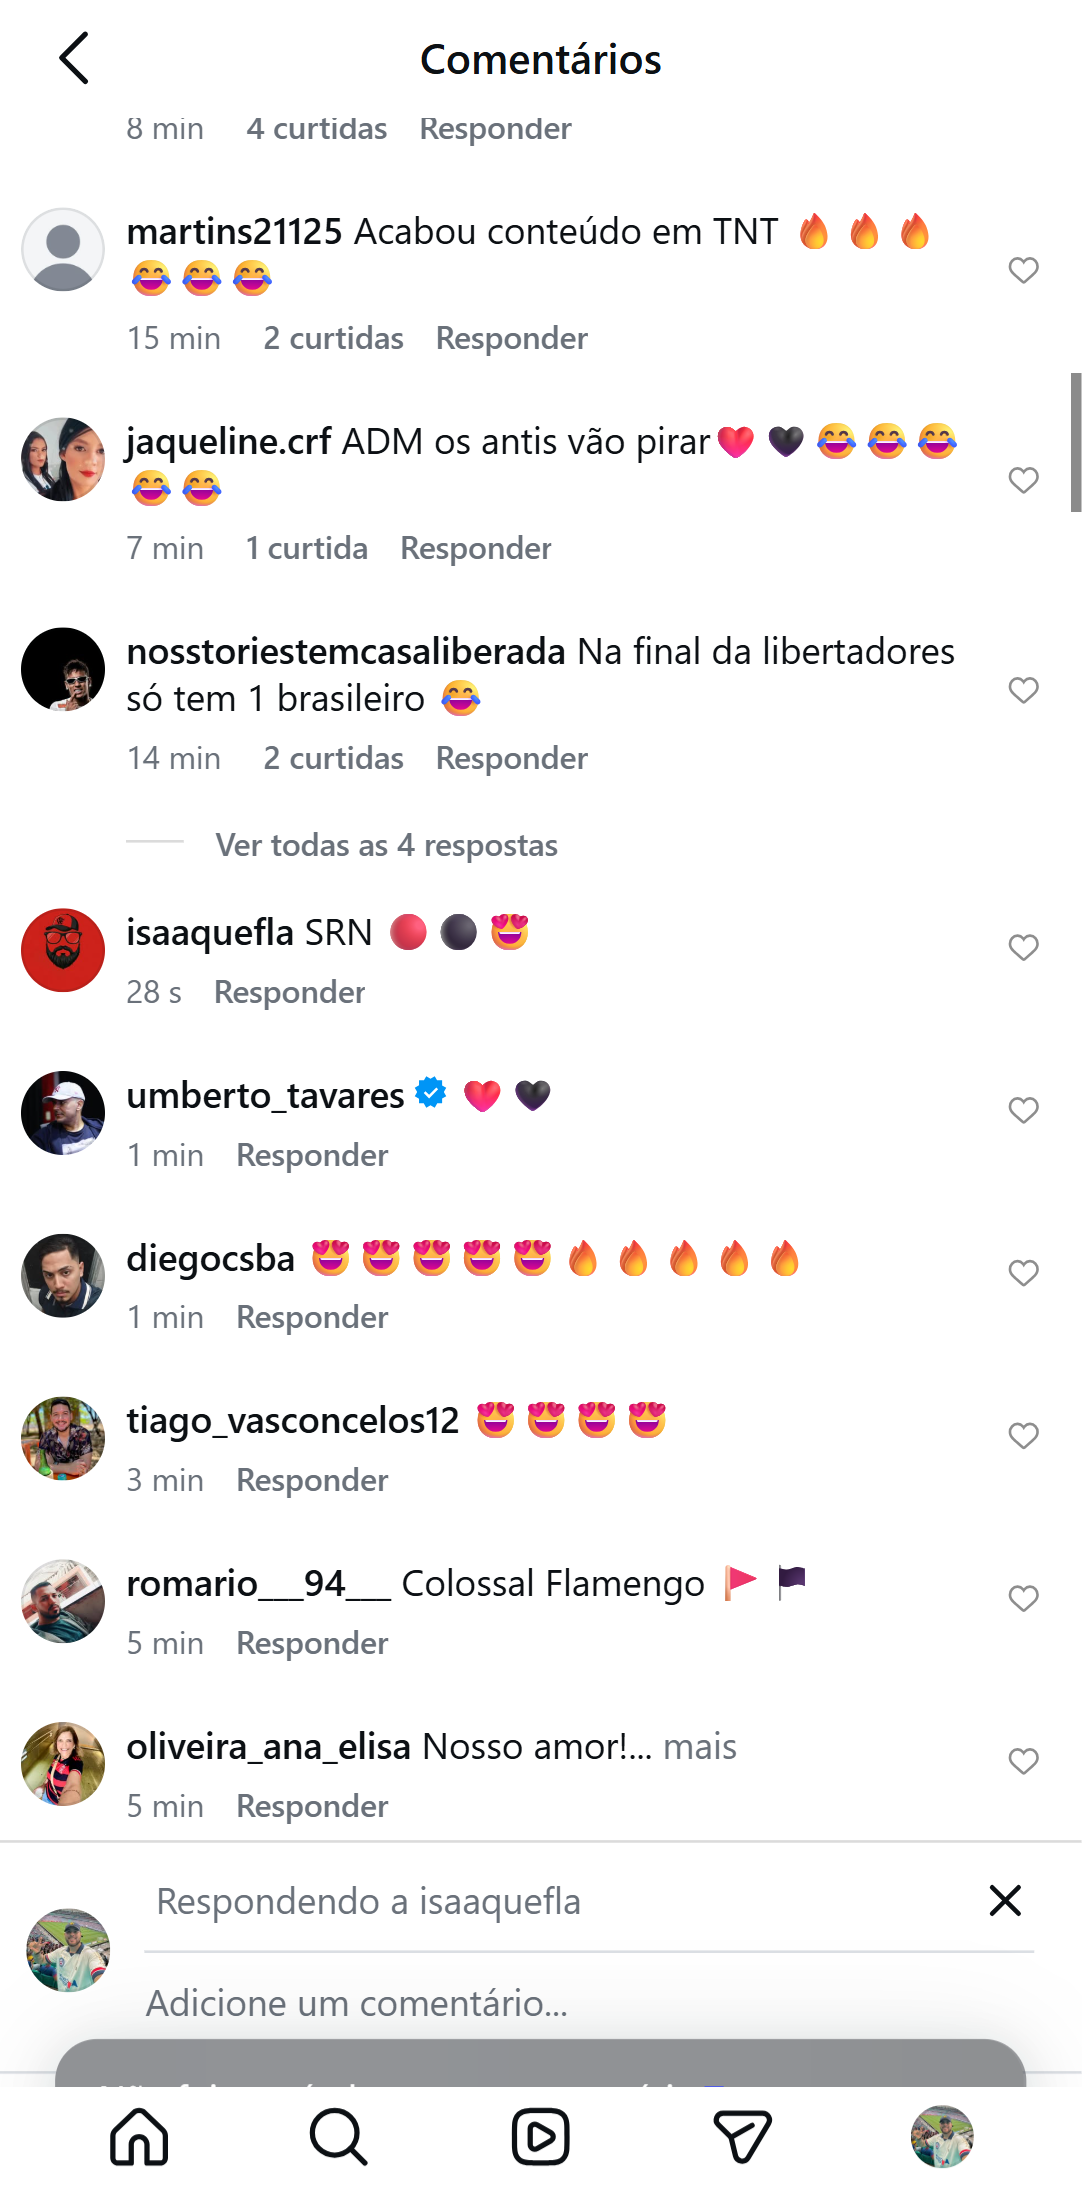 Comentários
8 min 4 curtidas Responder
martins21125 Acabou conteúdo em TNT 🔥🔥🔥
😂😂😂
15 min 2 curtidas Responder
jaqueline.crf ADM os antis vão pirar❤️🖤😂😂😂
😂😂
7 min 1 curtida Responder
nosstoriestemcasaliberada Na final da libertadores
só tem 1 brasileiro 😂
14 min 2 curtidas Responder
Ver todas as 4 respostas
isaaquefla SRN 🔴⚫😍
28 s Responder
umberto_tavares ❤️🖤
1 min Responder
diegocsba 😍😍😍😍😍🔥🔥🔥🔥🔥
1 min Responder
tiago_vasconcelos12 😍😍😍😍
3 min Responder
romario___94___ Colossal Flamengo 🚩🏴
5 min Responder
oliveira_ana_elisa Nosso amor!... mais
5 min Responder
Respondendo a isaaquefla
Adicione um comentário...